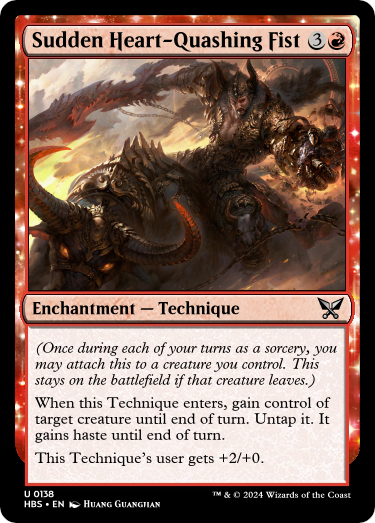 Sudden Heart-Quashing Fist 3
Enchantment — Technique
(Once during each of your turns as a sorcery, you
may attach this to a creature you control. This
stays on the battlefield if that creature leaves.)
When this Technique enters, gain control of
target creature until end of turn. Untap it. It
gains haste until end of turn.
This Technique's user gets +2/+0.
U 0138
HBS • EN Huang Guangjian
™ & © 2024 Wizards of the Coast